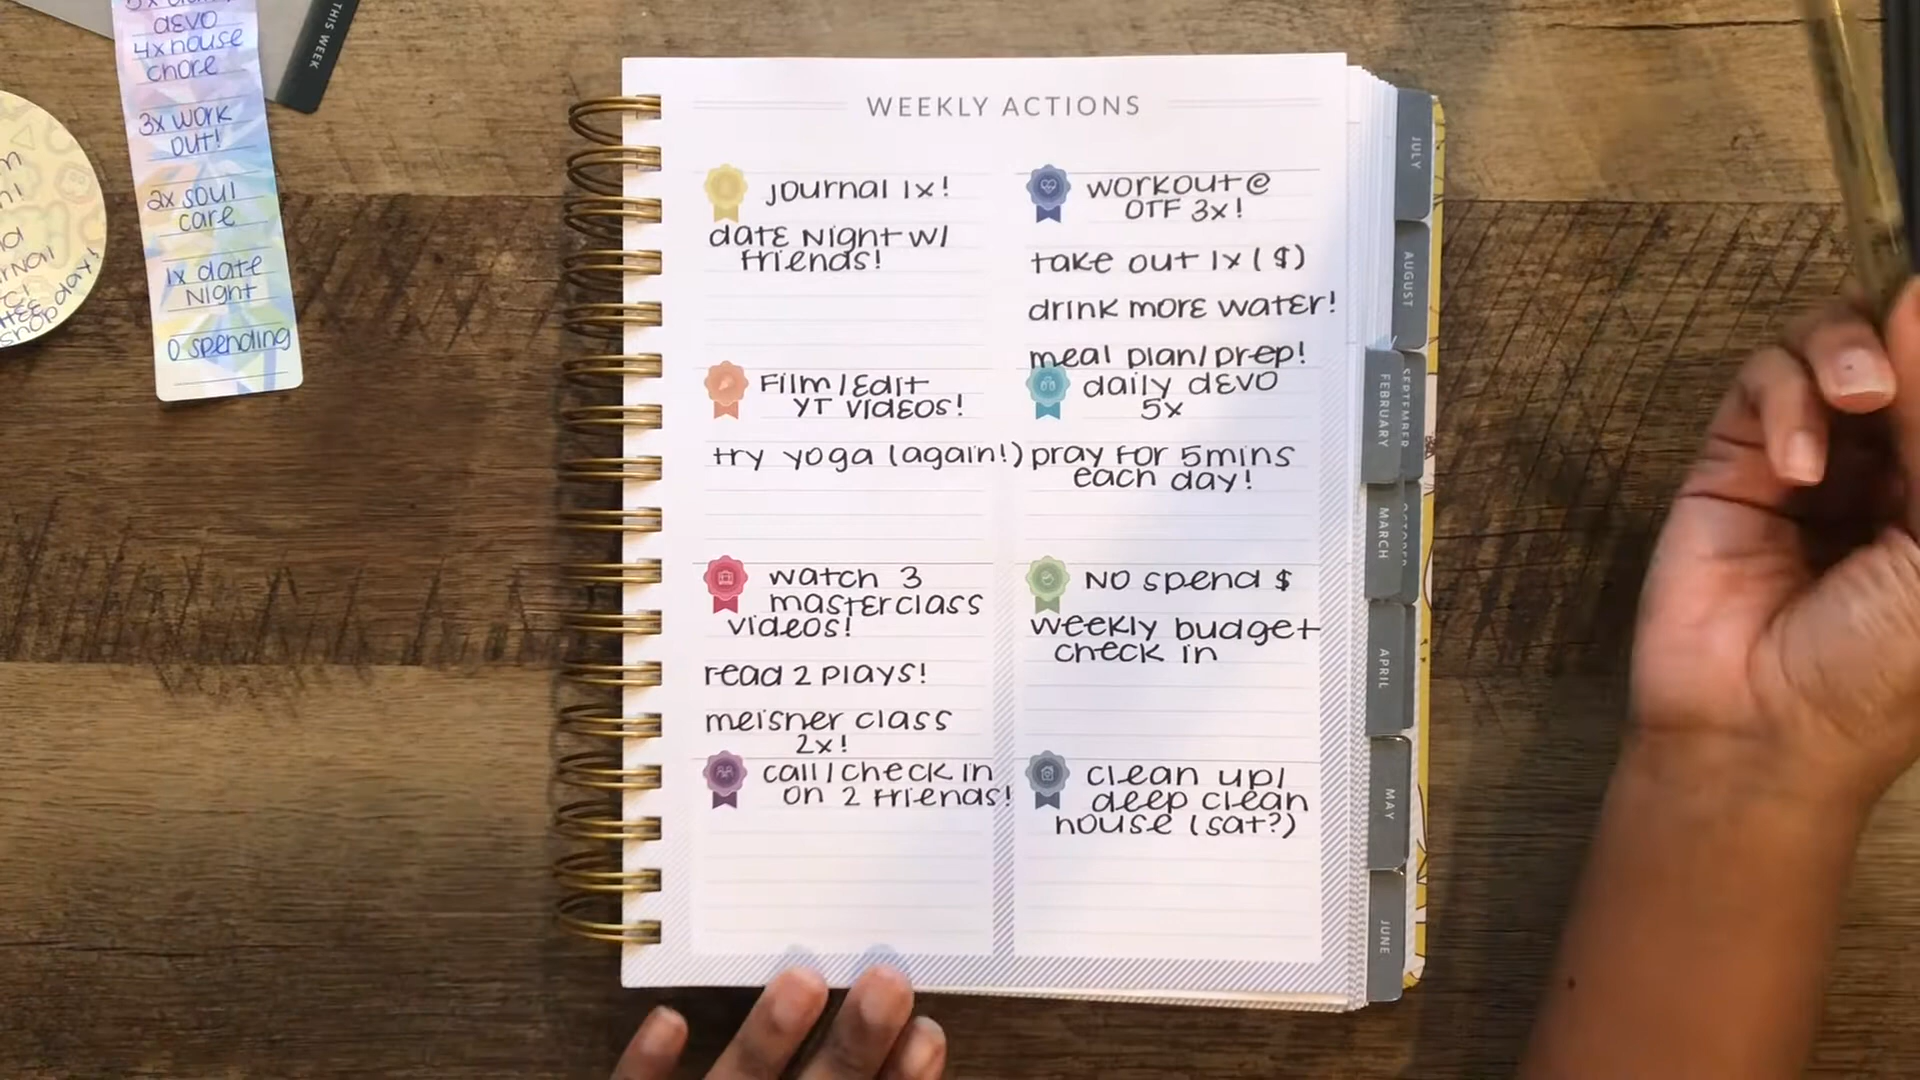 THIS WEEK
devo
4x house
chore
3x work
out!
2x soul
care
1x date
night
0 spending
day!
shop
WEEKLY ACTIONS
journal 1x!
date night w/
friends!
Film/Edit
YT videos!
try yoga (again!)
watch 3
masterclass
videos!
read 2 plays!
meisner class
2x!
call/check in
on 2 friends!
workout @
OTF 3x!
take out 1x ($)
drink more water!
meal plan/prep!
daily devo
5x
pray for 5mins
each day!
NO spend $
weekly budget
check in
clean up/
deep clean
house (sat?)
JULY
AUGUST
SEPTEMBER
FEBRUARY
OCTOBER
MARCH
APRIL
MAY
JUNE